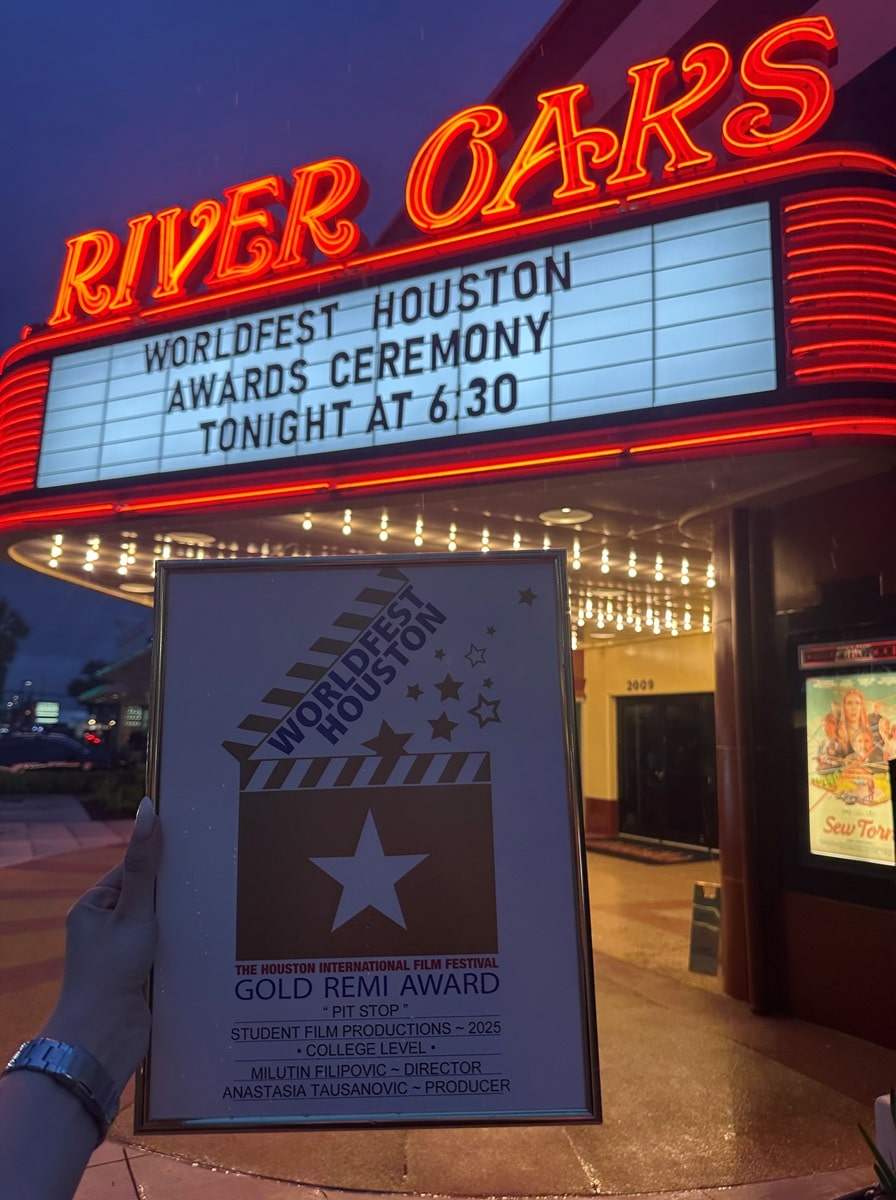 RIVER OAKS
WORLDFEST HOUSTON
AWARDS CEREMONY
TONIGHT AT 6:30
WORLDFEST
HOUSTON
THE HOUSTON INTERNATIONAL FILM FESTIVAL
GOLD REMI AWARD
“ PIT STOP ”
STUDENT FILM PRODUCTIONS ~ 2025
• COLLEGE LEVEL •
MILUTIN FILIPOVIC ~ DIRECTOR
ANASTASIA TAUSANOVIC ~ PRODUCER
2009
Sew Torn